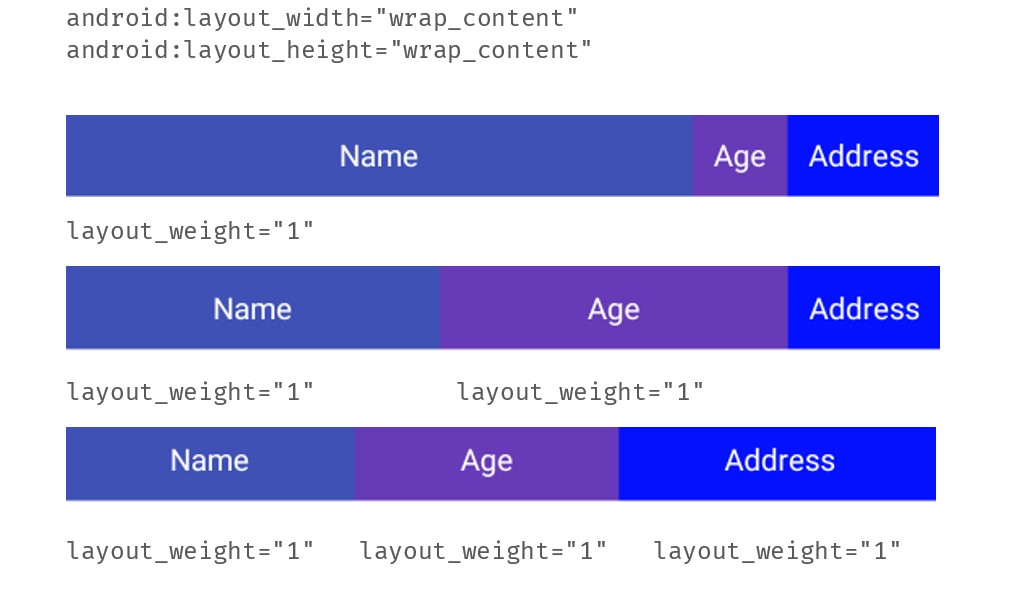 android:layout_width="wrap_content"
android:layout_height="wrap_content"
Name Age Address
layout_weight="1"
Name Age Address
layout_weight="1" layout_weight="1"
Name Age Address
layout_weight="1" layout_weight="1" layout_weight="1"